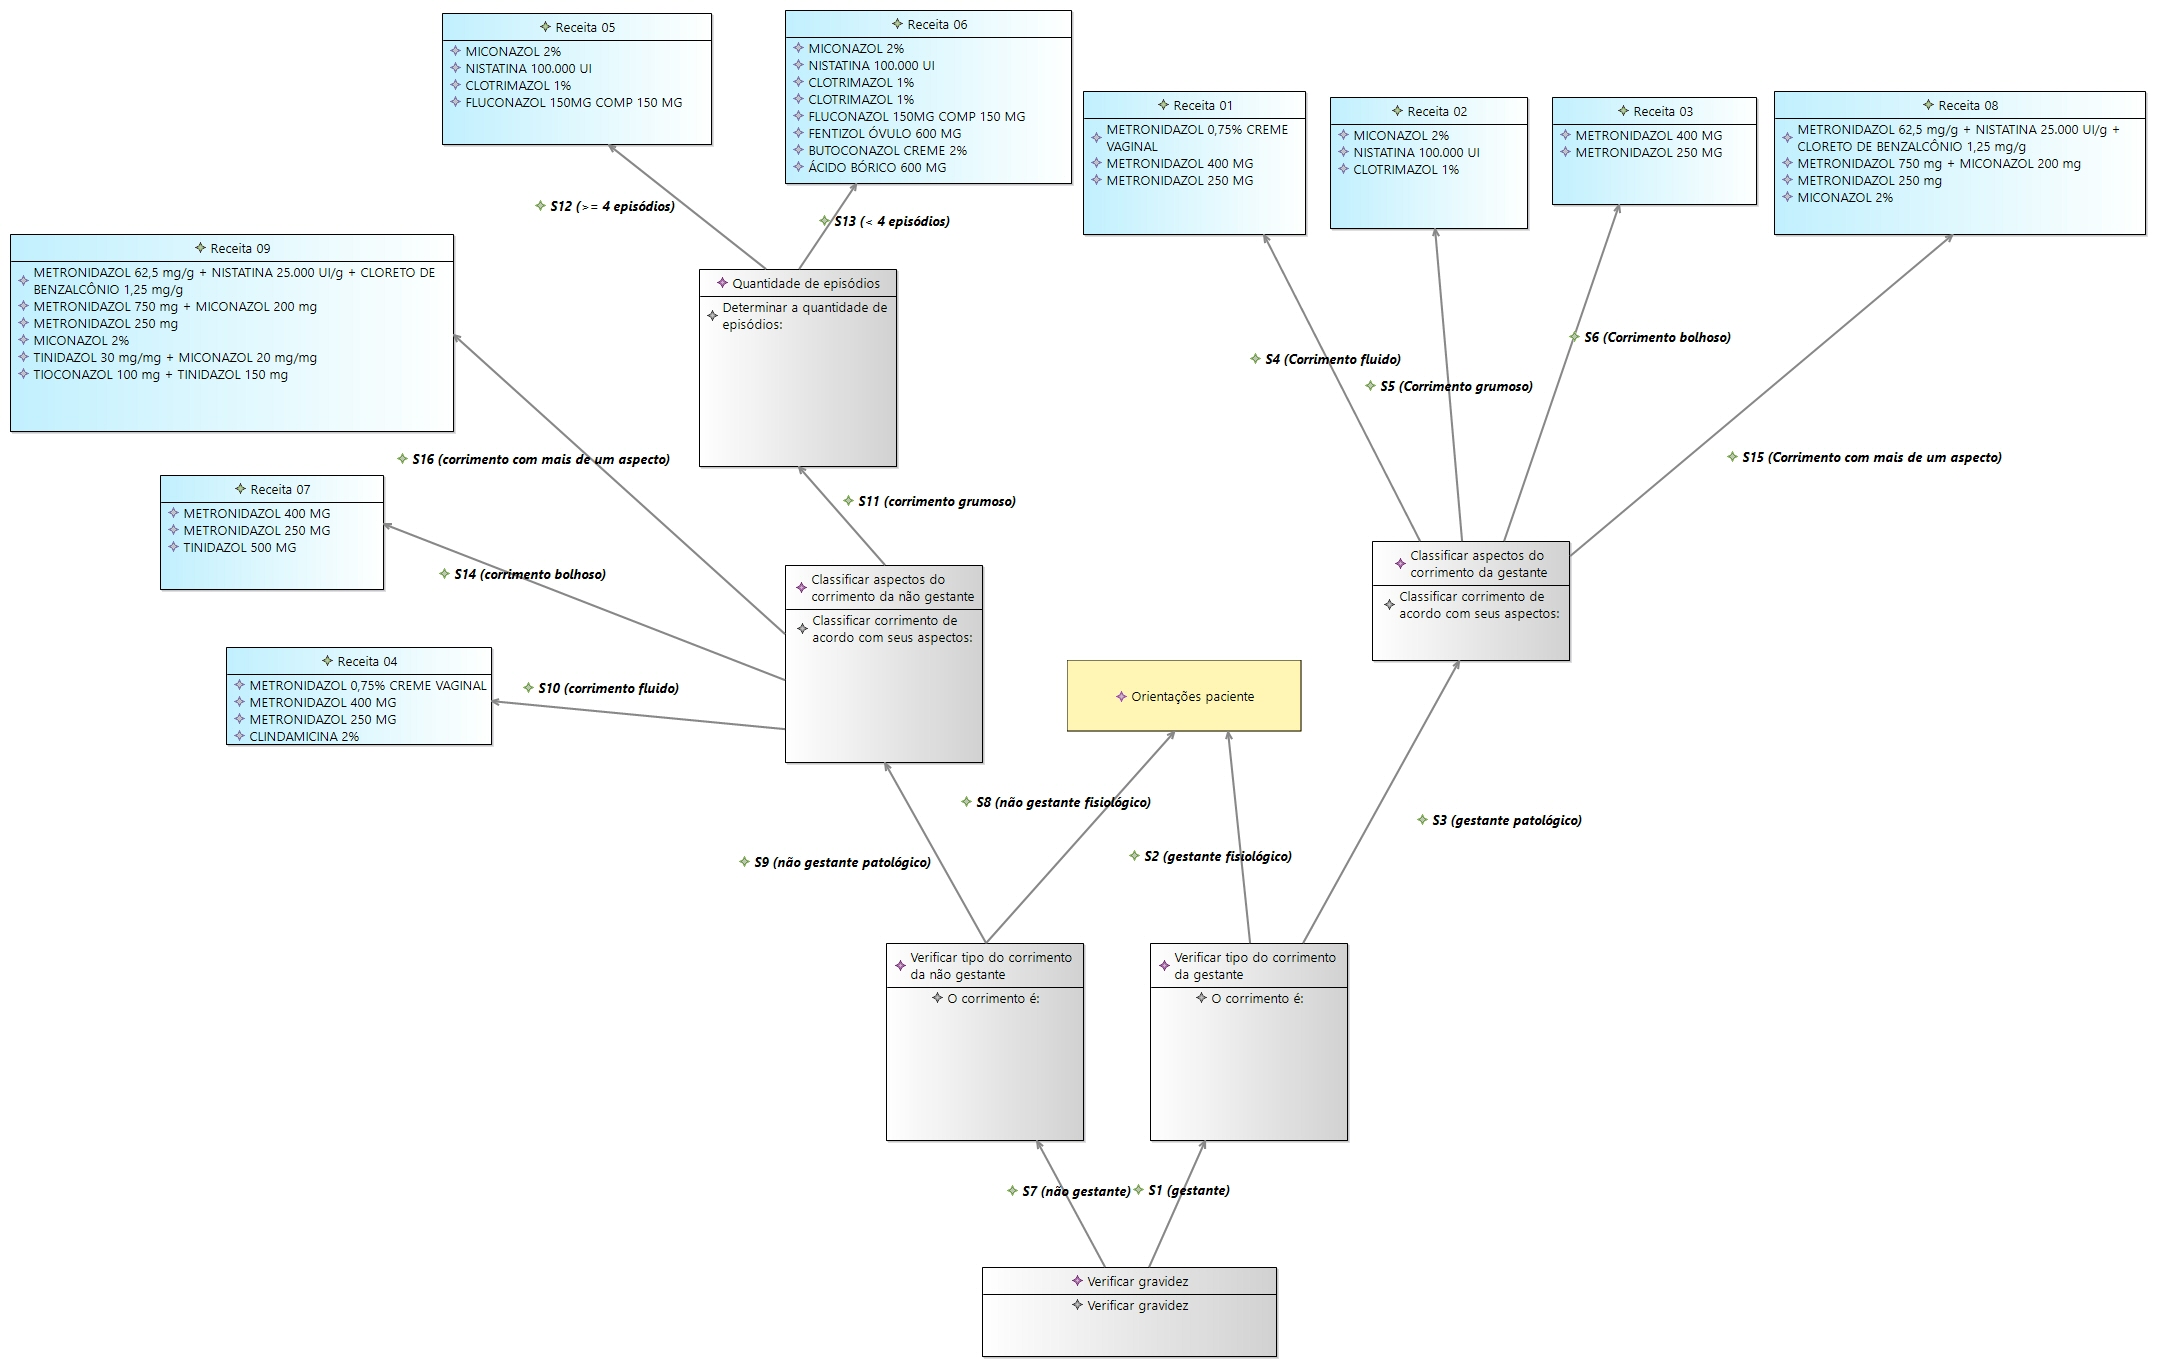 Receita 05
MICONAZOL 2%
NISTATINA 100.000 UI
CLOTRIMAZOL 1%
FLUCONAZOL 150MG COMP 150 MG
Receita 06
MICONAZOL 2%
NISTATINA 100.000 UI
CLOTRIMAZOL 1%
CLOTRIMAZOL 1%
FLUCONAZOL 150MG COMP 150 MG
FENTIZOL ÓVULO 600 MG
BUTOCONAZOL CREME 2%
ÁCIDO BÓRICO 600 MG
Receita 01
METRONIDAZOL 0,75% CREME
VAGINAL
METRONIDAZOL 400 MG
METRONIDAZOL 250 MG
Receita 02
MICONAZOL 2%
NISTATINA 100.000 UI
CLOTRIMAZOL 1%
Receita 03
METRONIDAZOL 400 MG
METRONIDAZOL 250 MG
Receita 08
METRONIDAZOL 62,5 mg/g + NISTATINA 25.000 UI/g +
CLORETO DE BENZALCÔNIO 1,25 mg/g
METRONIDAZOL 750 mg + MICONAZOL 200 mg
METRONIDAZOL 250 mg
MICONAZOL 2%
S12 (>= 4 episódios)
S13 (< 4 episódios)
Receita 09
METRONIDAZOL 62,5 mg/g + NISTATINA 25.000 UI/g + CLORETO DE
BENZALCÔNIO 1,25 mg/g
METRONIDAZOL 750 mg + MICONAZOL 200 mg
METRONIDAZOL 250 mg
MICONAZOL 2%
TINIDAZOL 30 mg/mg + MICONAZOL 20 mg/mg
TIOCONAZOL 100 mg + TINIDAZOL 150 mg
Quantidade de episódios
Determinar a quantidade de
episódios:
S4 (Corrimento fluido)
S5 (Corrimento grumoso)
S6 (Corrimento bolhoso)
S15 (Corrimento com mais de um aspecto)
S16 (corrimento com mais de um aspecto)
S11 (corrimento grumoso)
Receita 07
METRONIDAZOL 400 MG
METRONIDAZOL 250 MG
TINIDAZOL 500 MG
S14 (corrimento bolhoso)
Classificar aspectos do
corrimento da não gestante
Classificar corrimento de
acordo com seus aspectos:
Classificar aspectos do
corrimento da gestante
Classificar corrimento de
acordo com seus aspectos:
Receita 04
METRONIDAZOL 0,75% CREME VAGINAL
METRONIDAZOL 400 MG
METRONIDAZOL 250 MG
CLINDAMICINA 2%
S10 (corrimento fluido)
Orientações paciente
S8 (não gestante fisiológico)
S3 (gestante patológico)
S9 (não gestante patológico)
S2 (gestante fisiológico)
Verificar tipo do corrimento
da não gestante
O corrimento é:
Verificar tipo do corrimento
da gestante
O corrimento é:
S7 (não gestante)
S1 (gestante)
Verificar gravidez
Verificar gravidez